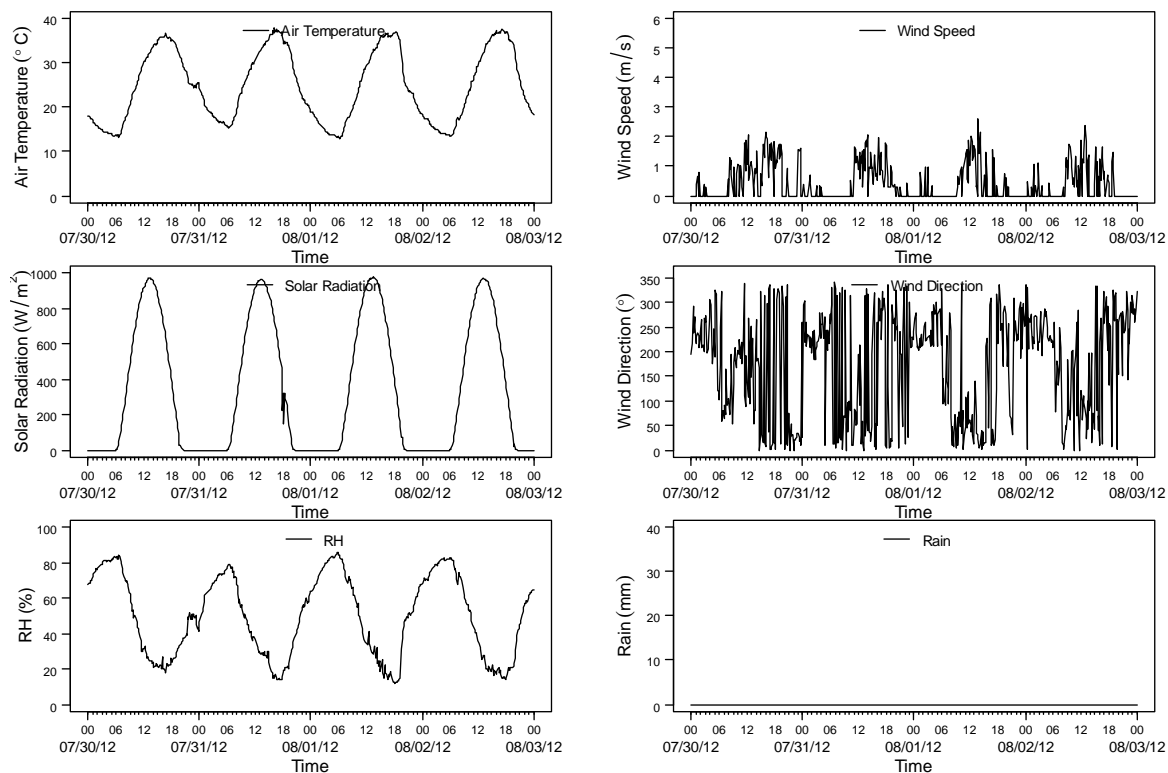 Air Temperature
Air Temperature (° C)
40
30
20
10
0
00 06 12 18 00 06 12 18 00 06 12 18 00 06 12 18 00
07/30/12 07/31/12 08/01/12 08/02/12 08/03/12
Time
Wind Speed
Wind Speed (m/s)
6
5
4
3
2
1
0
00 06 12 18 00 06 12 18 00 06 12 18 00 06 12 18 00
07/30/12 07/31/12 08/01/12 08/02/12 08/03/12
Time
Solar Radiation
Solar Radiation (W/m²)
1000
800
600
400
200
0
00 06 12 18 00 06 12 18 00 06 12 18 00 06 12 18 00
07/30/12 07/31/12 08/01/12 08/02/12 08/03/12
Time
Wind Direction
Wind Direction (°)
350
300
250
200
150
100
50
0
00 06 12 18 00 06 12 18 00 06 12 18 00 06 12 18 00
07/30/12 07/31/12 08/01/12 08/02/12 08/03/12
Time
RH
RH (%)
100
80
60
40
20
0
00 06 12 18 00 06 12 18 00 06 12 18 00 06 12 18 00
07/30/12 07/31/12 08/01/12 08/02/12 08/03/12
Time
Rain
Rain (mm)
40
30
20
10
0
00 06 12 18 00 06 12 18 00 06 12 18 00 06 12 18 00
07/30/12 07/31/12 08/01/12 08/02/12 08/03/12
Time